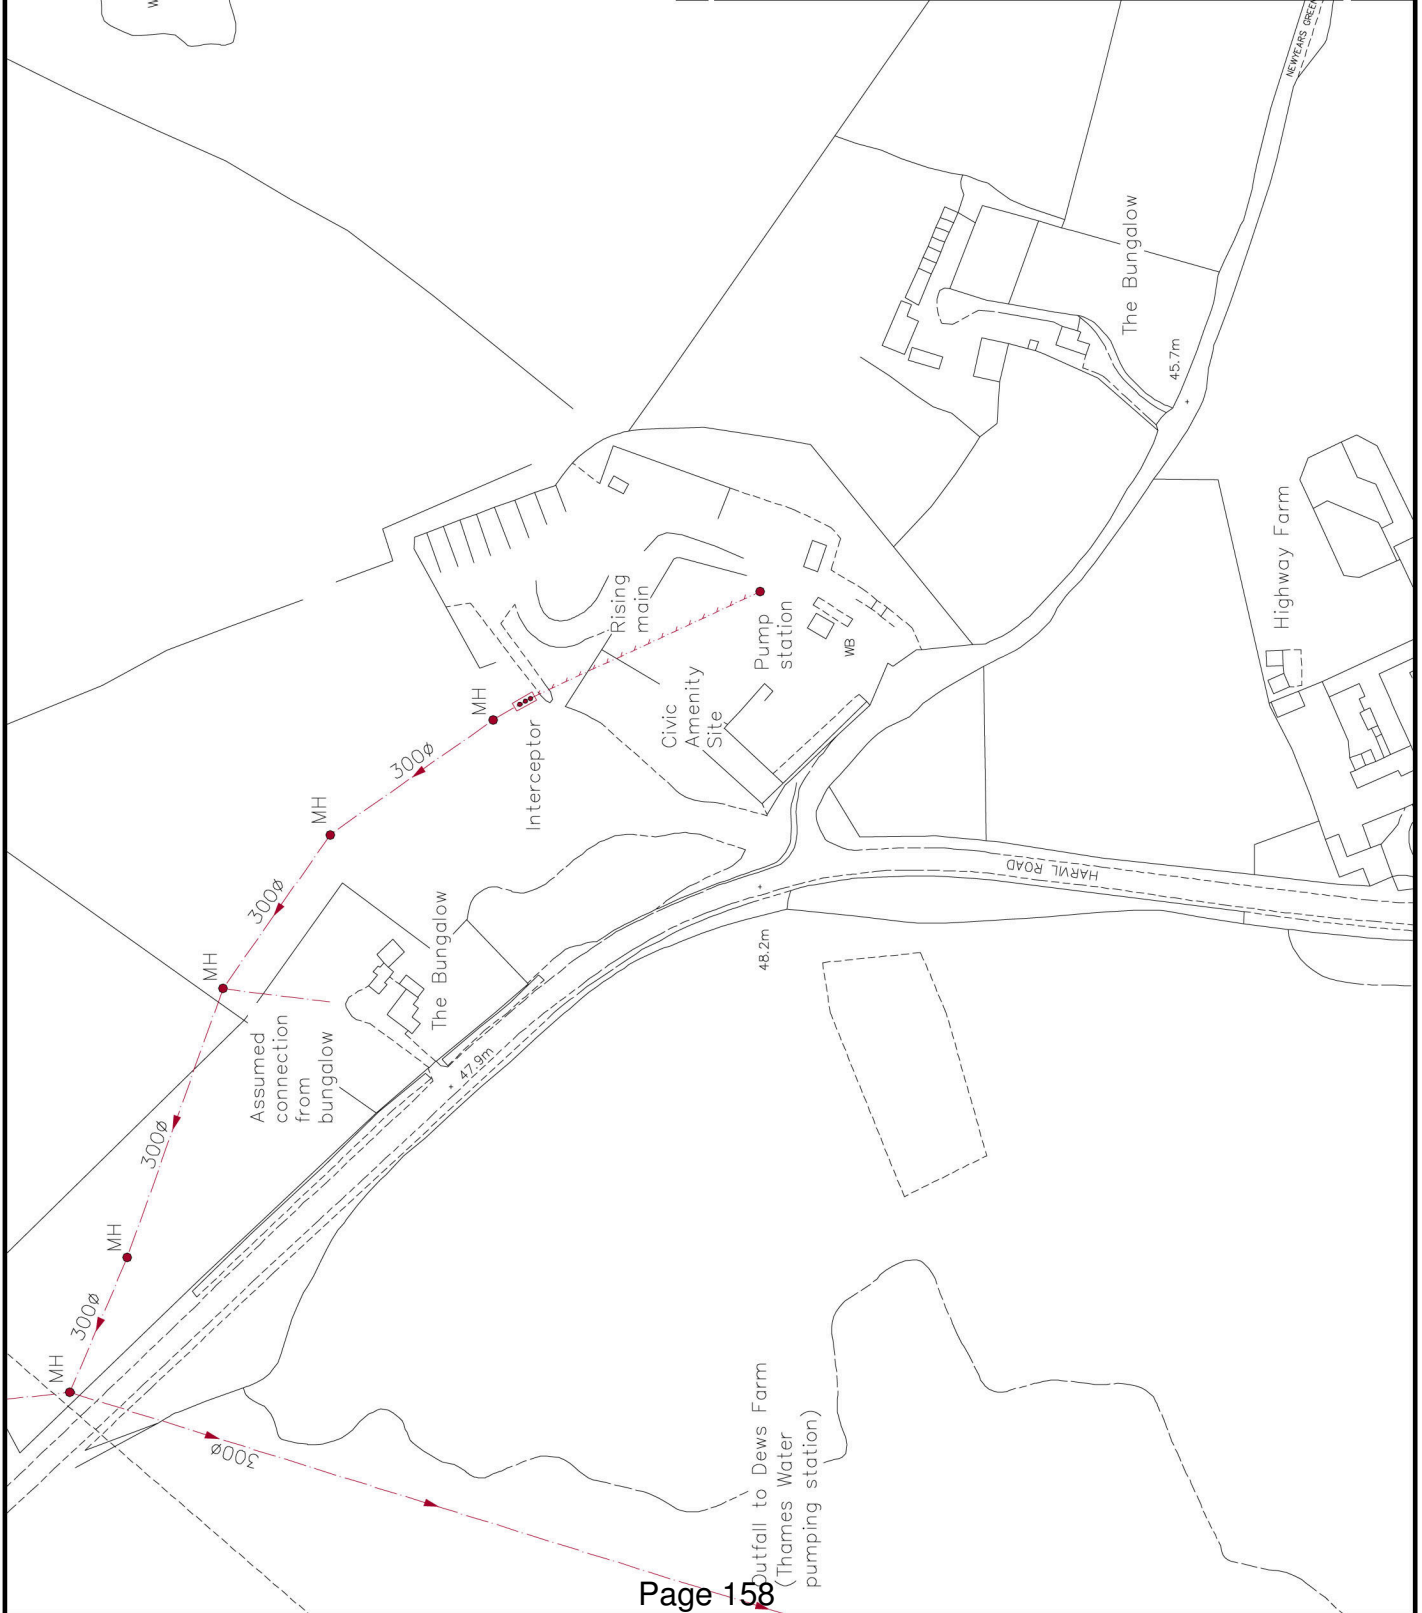 W
NEWYEARS GREEN
The Bungalow
45.7m
Highway Farm
Rising
main
Pump
station
WB
Civic
Amenity
Site
MH
Interceptor
300ø
MH
300ø
MH
The Bungalow
Assumed
connection
from
bungalow
47.9m
48.2m
HARVIL ROAD
300ø
MH
300ø
MH
300ø
Outfall to Dews Farm
(Thames Water
pumping station)
Page 158